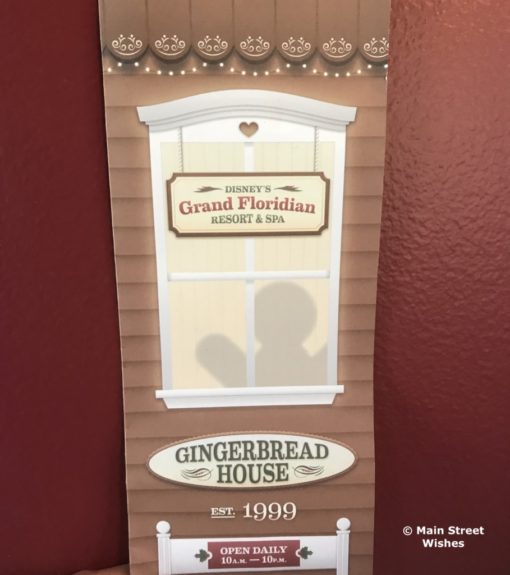 DISNEY'S
Grand Floridian
RESORT & SPA
GINGERBREAD
HOUSE
EST. 1999
OPEN DAILY
10 A.M. — 10 P.M.
© Main Street
Wishes